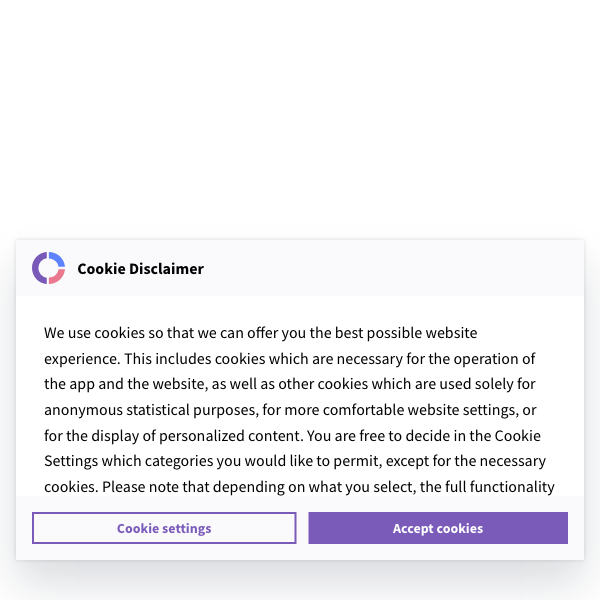 Cookie Disclaimer
We use cookies so that we can offer you the best possible website
experience. This includes cookies which are necessary for the operation of
the app and the website, as well as other cookies which are used solely for
anonymous statistical purposes, for more comfortable website settings, or
for the display of personalized content. You are free to decide in the Cookie
Settings which categories you would like to permit, except for the necessary
cookies. Please note that depending on what you select, the full functionality
Cookie settings
Accept cookies